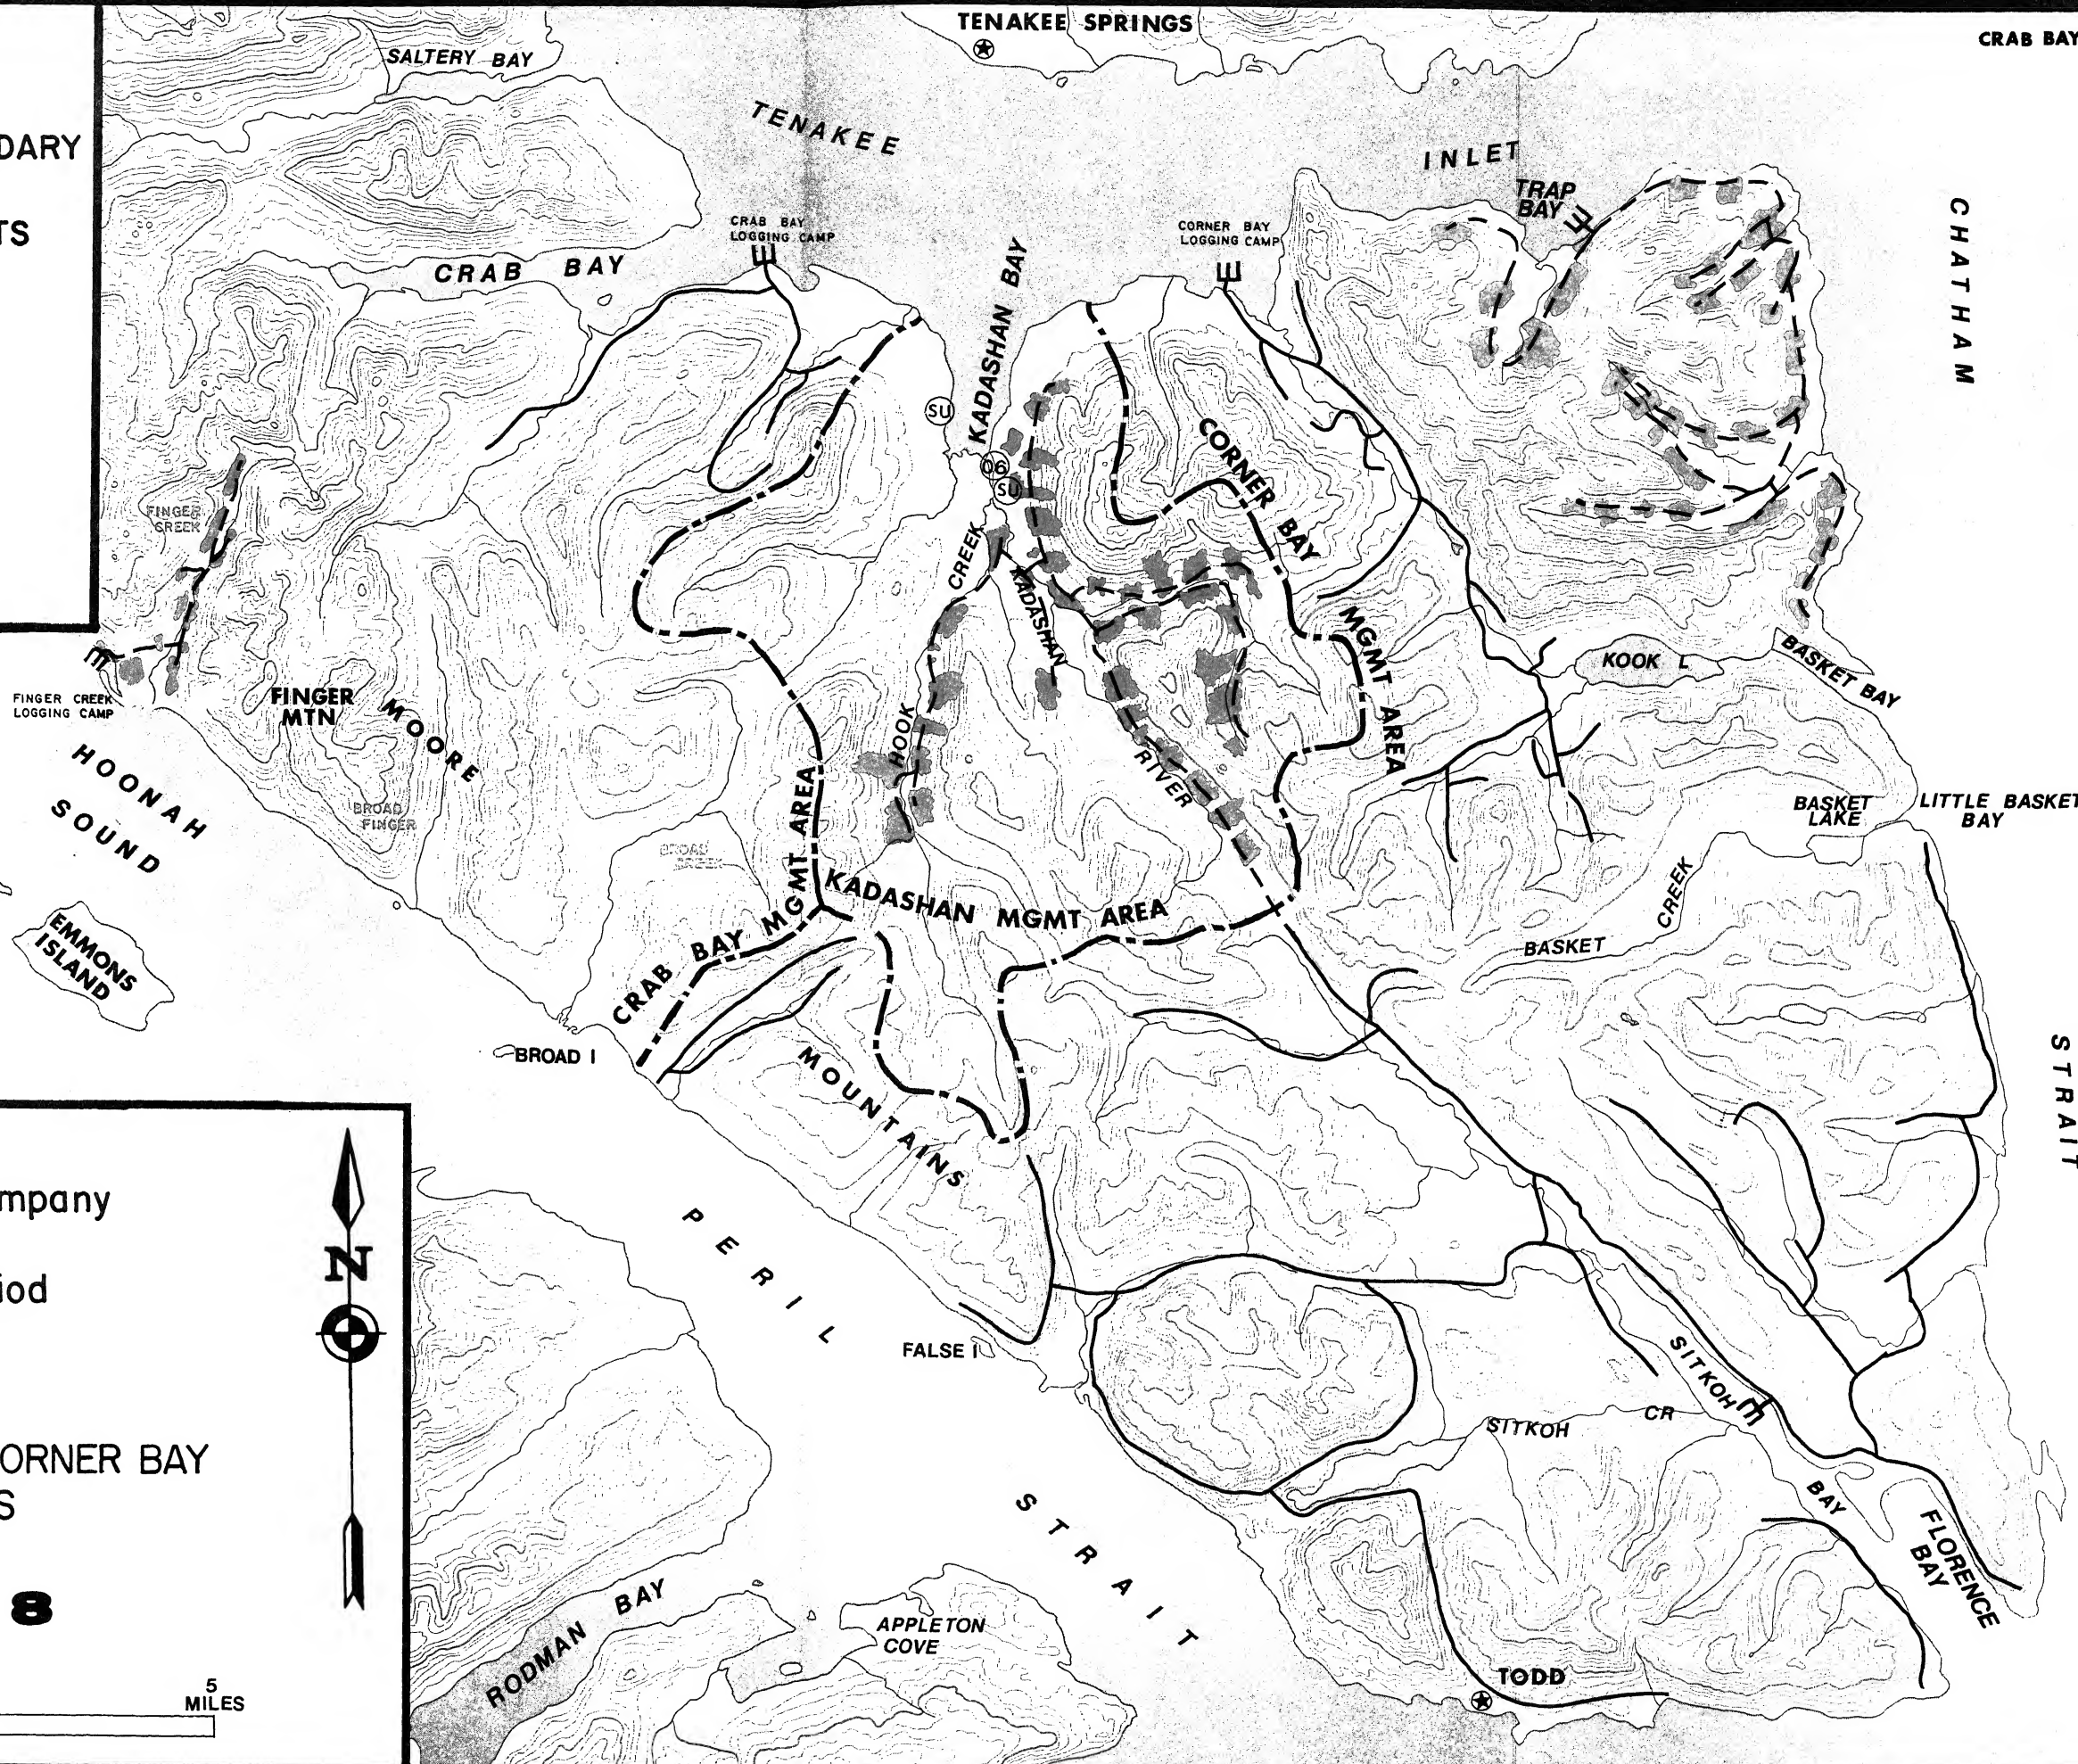 TENAKEE SPRINGS
CRAB BAY
SALTERY BAY
TENAKEE
INLET
DARY
TS
TRAP
BAY
CRAB BAY
LOGGING CAMP
CORNER BAY
LOGGING CAMP
CRAB BAY
KADASHAN BAY
CHATHAM
SU
06
SU
CORNER BAY
MGMT AREA
FINGER
CREEK
HOOK
CREEK
KADASHAN
RIVER
KOOK L
BASKET BAY
FINGER CREEK
LOGGING CAMP
FINGER
MTN
MOORE
HOONAH
SOUND
BROAD
FINGER
BROAD
CREEK
BASKET
LAKE
LITTLE BASKET
BAY
CRAB BAY MGMT AREA
KADASHAN MGMT AREA
BASKET
CREEK
EMMONS
ISLAND
BROAD I
MOUNTAINS
STRAIT
mpany
N
iod
PERIL
FALSE I
SITKOH
SITKOH
CR
BAY
ORNER BAY
S
STRAIT
FLORENCE
BAY
8
RODMAN BAY
APPLETON
COVE
TODD
5
MILES